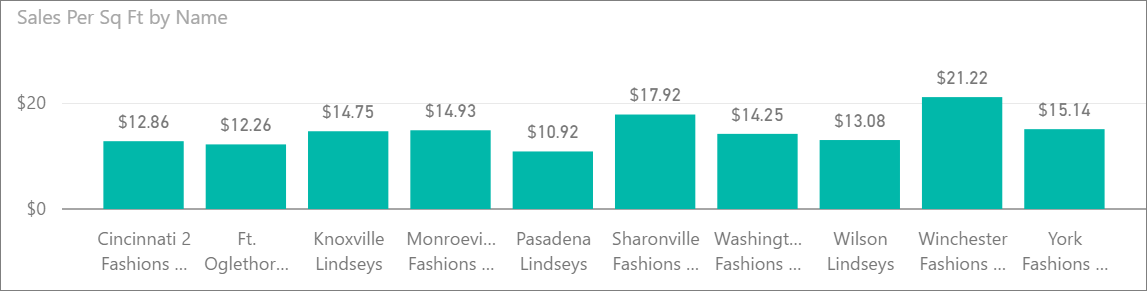 Sales Per Sq Ft by Name
$21.22
$17.92
$20
$14.75
$14.93
$15.14
$12.86
$12.26
$14.25
$13.08
$10.92
$0
Cincinnati 2
Fashions ...
Ft.
Oglethor...
Knoxville
Lindseys
Monroevi...
Fashions ...
Pasadena
Lindseys
Sharonville
Fashions ...
Washingt...
Fashions ...
Wilson
Lindseys
Winchester
Fashions ...
York
Fashions ...